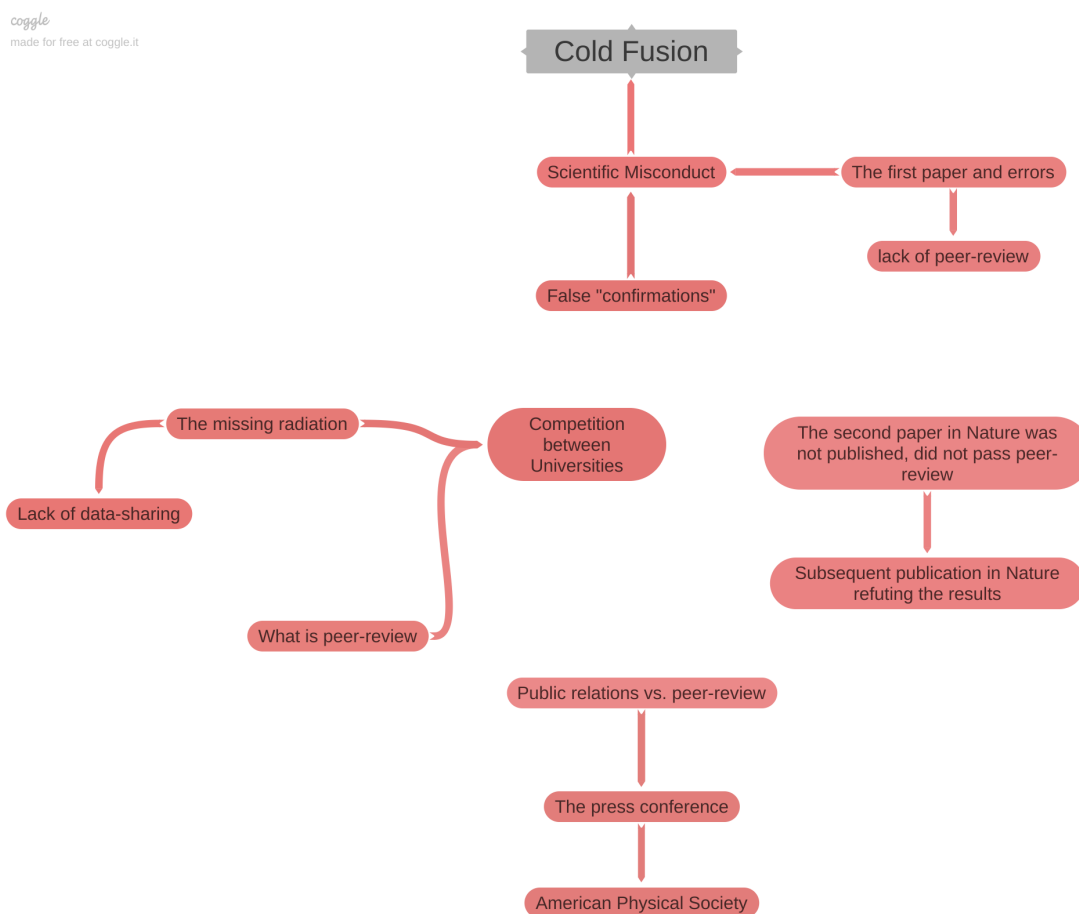 coggle
made for free at coggle.it
Cold Fusion
Scientific Misconduct
The first paper and errors
lack of peer-review
False "confirmations"
The missing radiation
Competition
between
Universities
The second paper in Nature was
not published, did not pass peer-
review
Lack of data-sharing
Subsequent publication in Nature
refuting the results
What is peer-review
Public relations vs. peer-review
The press conference
American Physical Society